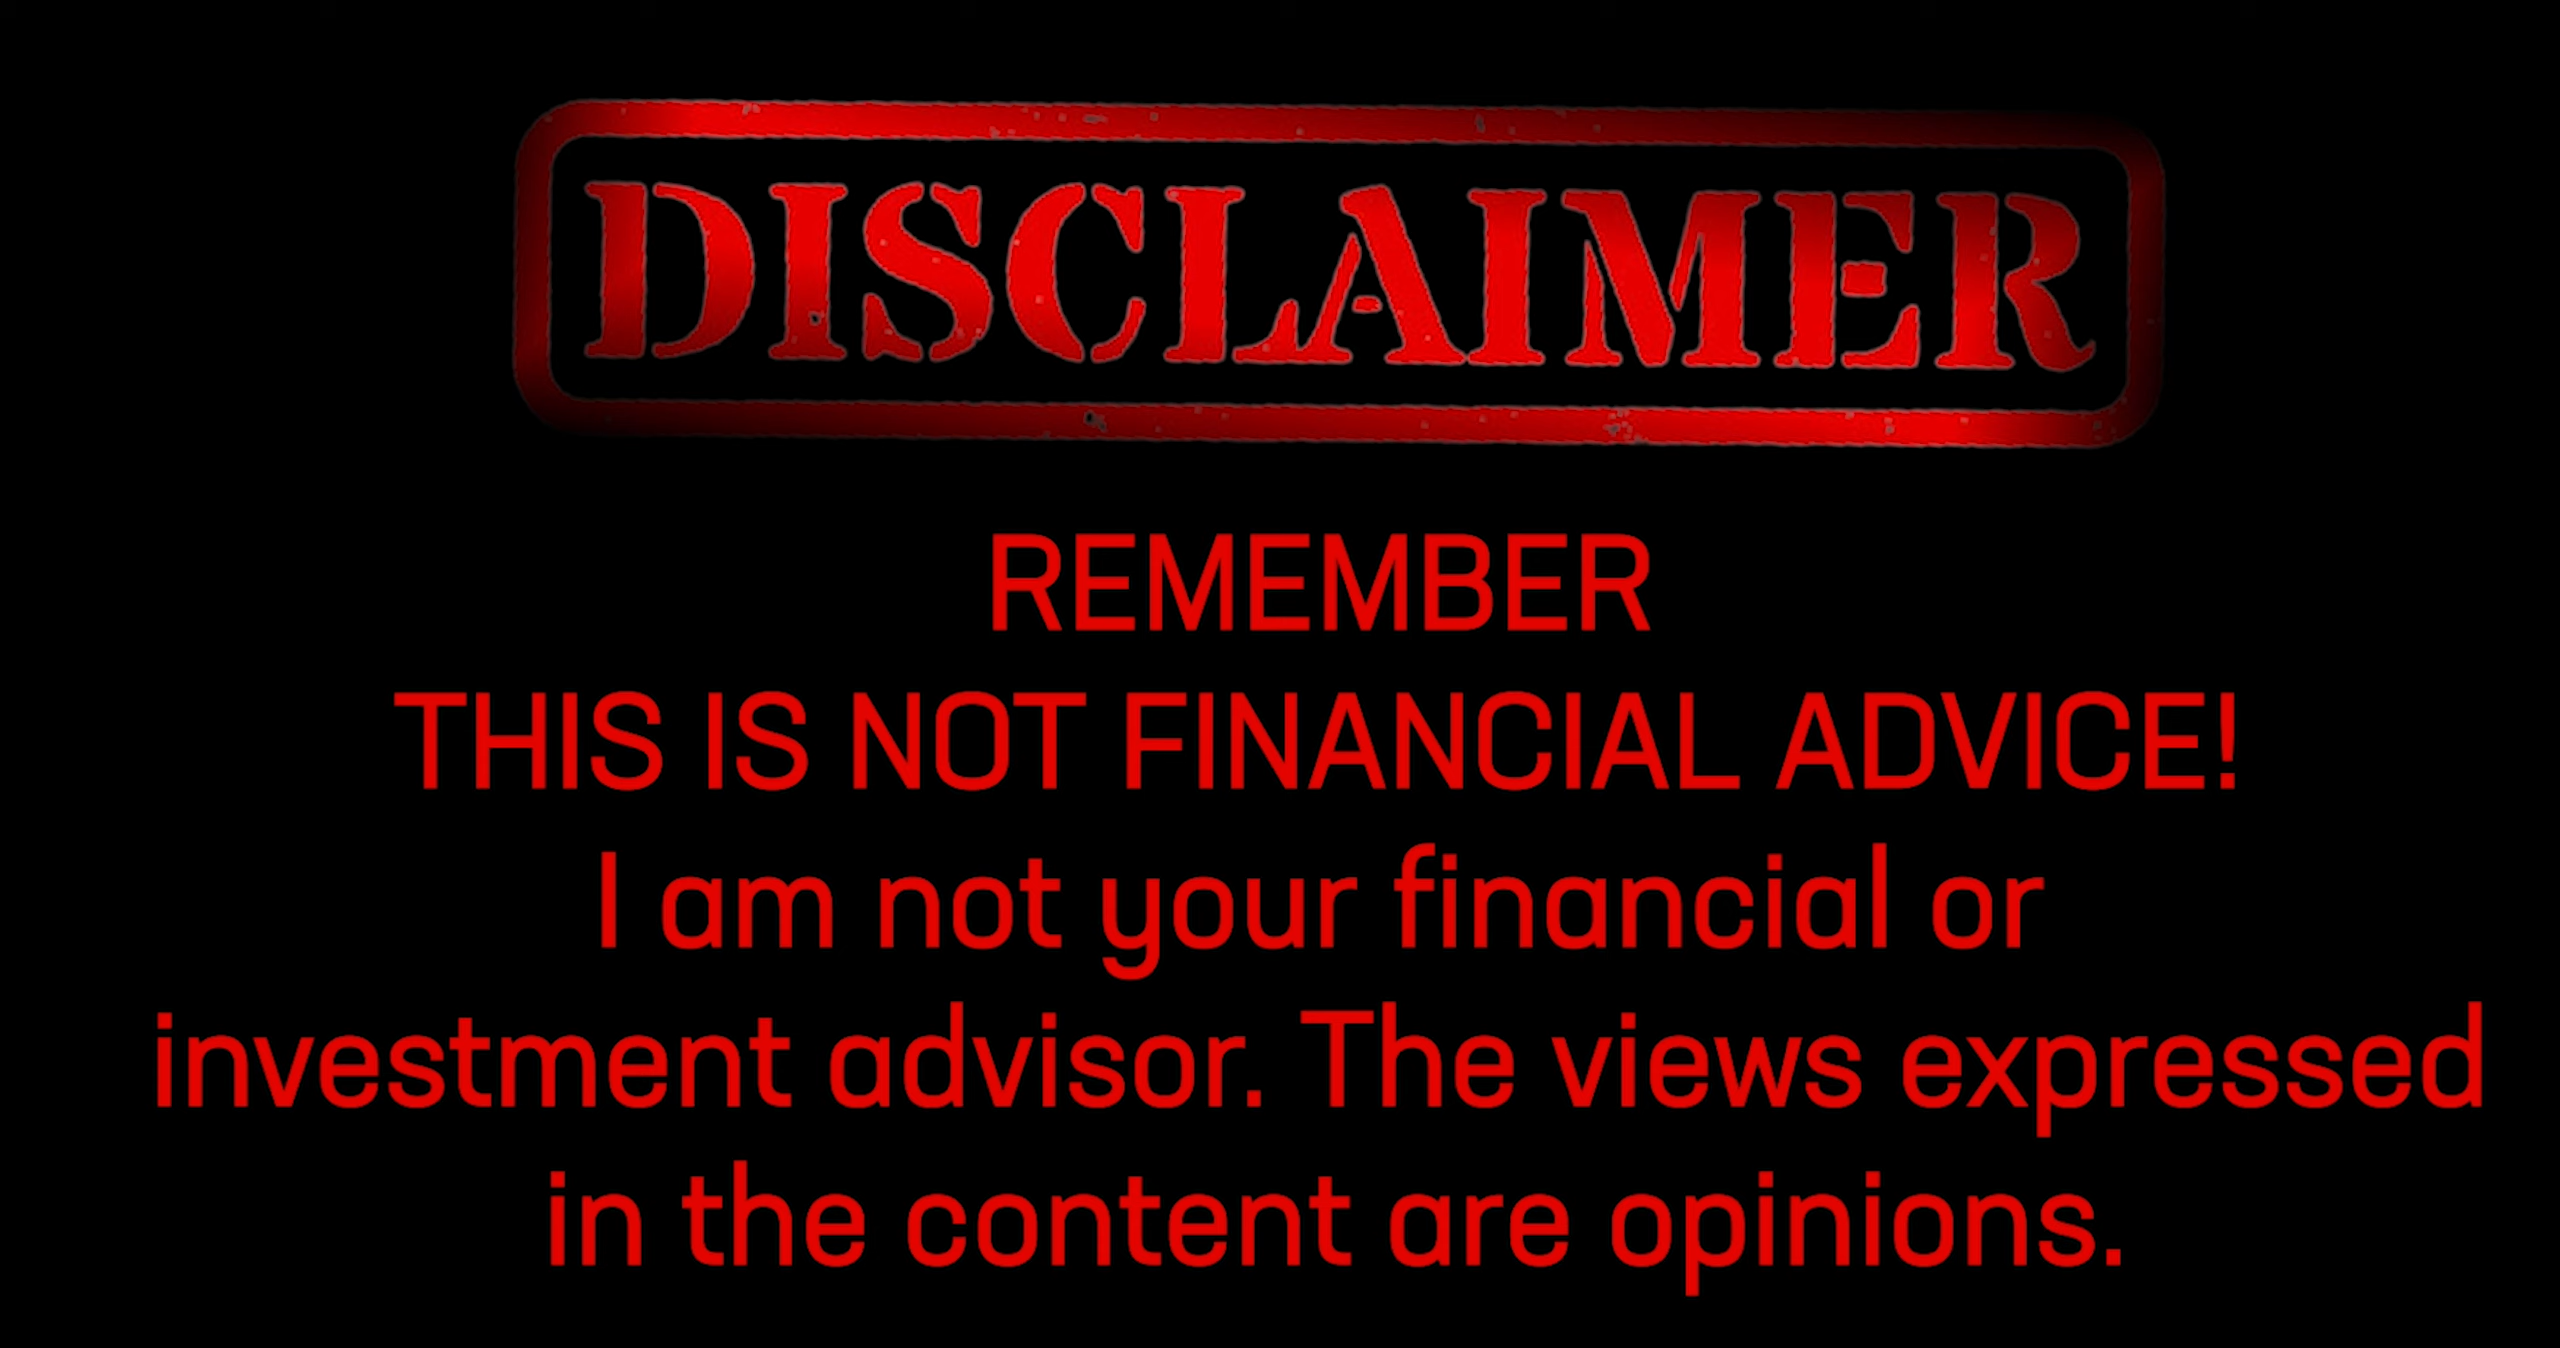 DISCLAIMER
REMEMBER
THIS IS NOT FINANCIAL ADVICE!
I am not your financial or
investment advisor. The views expressed
in the content are opinions.